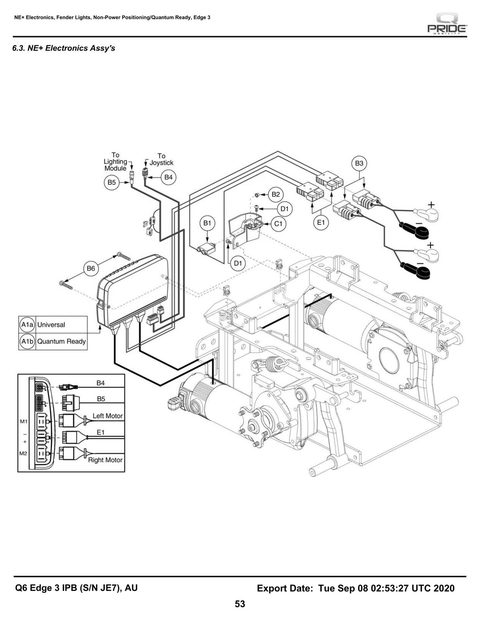 NE+ Electronics, Fender Lights, Non-Power Positioning/Quantum Ready, Edge 3
PRIDE
6.3. NE+ Electronics Assy's
To Lighting Module
To Joystick
B4
B5
B3
B2
D1
B1
C1
E1
+
–
D1
+
–
B6
A1a Universal
A1b Quantum Ready
B4
B5
Left Motor
M1
E1
–
+
M2
Right Motor
Q6 Edge 3 IPB (S/N JE7), AU
Export Date: Tue Sep 08 02:53:27 UTC 2020
53